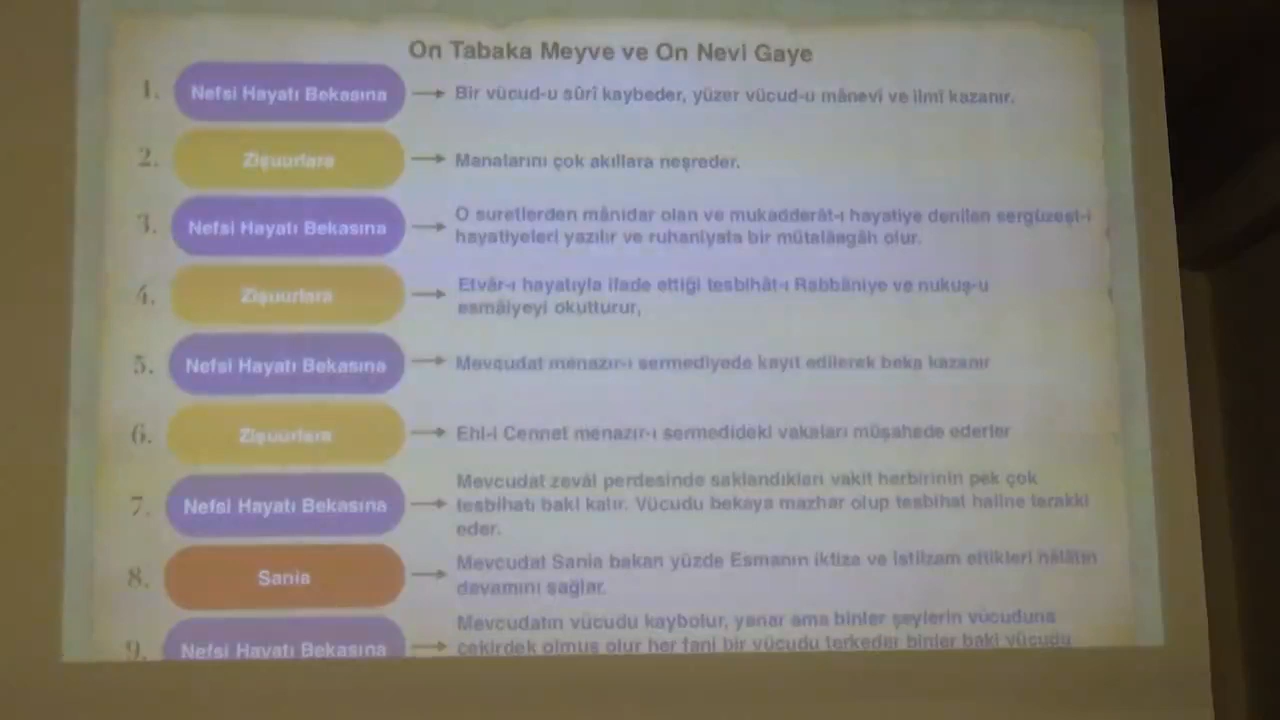 On Tabaka Meyve ve On Nevi Gaye
1. Nefsi Hayatı Bekasına → Bir vücud-u sûrî kaybeder, yüzer vücud-u mânevî ve ilmî kazanır.
2. Zişuurlara → Manalarını çok akıllara neşreder.
3. Nefsi Hayatı Bekasına → O suretlerden mânidar olan ve mukadderât-ı hayatiye denilen sergüzeşt-i
hayatiyeleri yazılır ve ruhaniyata bir mütalâagâh olur.
4. Zişuurlara → Etvâr-ı hayatıyla ifade ettiği tesbihât-ı Rabbâniye ve nukuş-u
esmâiyeyi okutturur,
5. Nefsi Hayatı Bekasına → Mevcudat menazır-ı sermediyede kayıt edilerek beka kazanır
6. Zişuurlara → Ehl-i Cennet menazır-ı sermedideki vakaları müşahede ederler
7. Nefsi Hayatı Bekasına → Mevcudat zevâl perdesinde saklandıkları vakit herbirinin pek çok
tesbihatı baki kalır. Vücudu bekaya mazhar olup tesbihat haline terakki
eder.
8. Sania → Mevcudat Sania bakan yüzde Esmanın iktiza ve istilzam ettikleri hâlâtın
devamını sağlar.
9. Nefsi Hayatı Bekasına → Mevcudatın vücudu kaybolur, yanar ama binler şeylerin vücuduna
çekirdek olmuş olur her fani bir vücudu terkeder binler baki vücudu